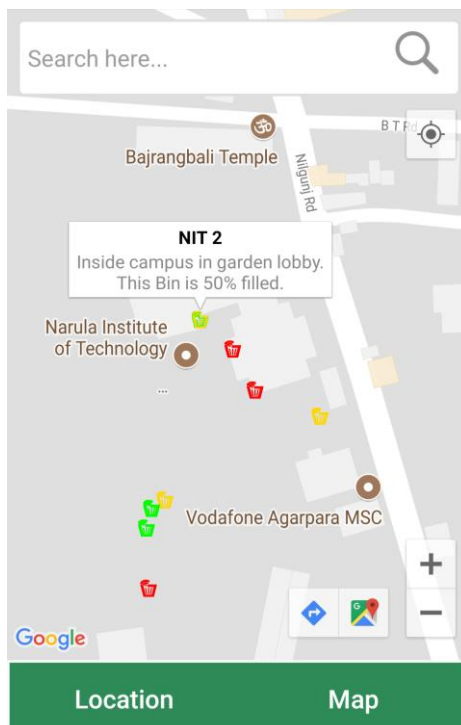 Search here...
B T Rd
Bajrangbali Temple
Nilgunj Rd
NIT 2
Inside campus in garden lobby.
This Bin is 50% filled.
Narula Institute
of Technology
...
Vodafone Agarpara MSC
+
−
Google
Location
Map